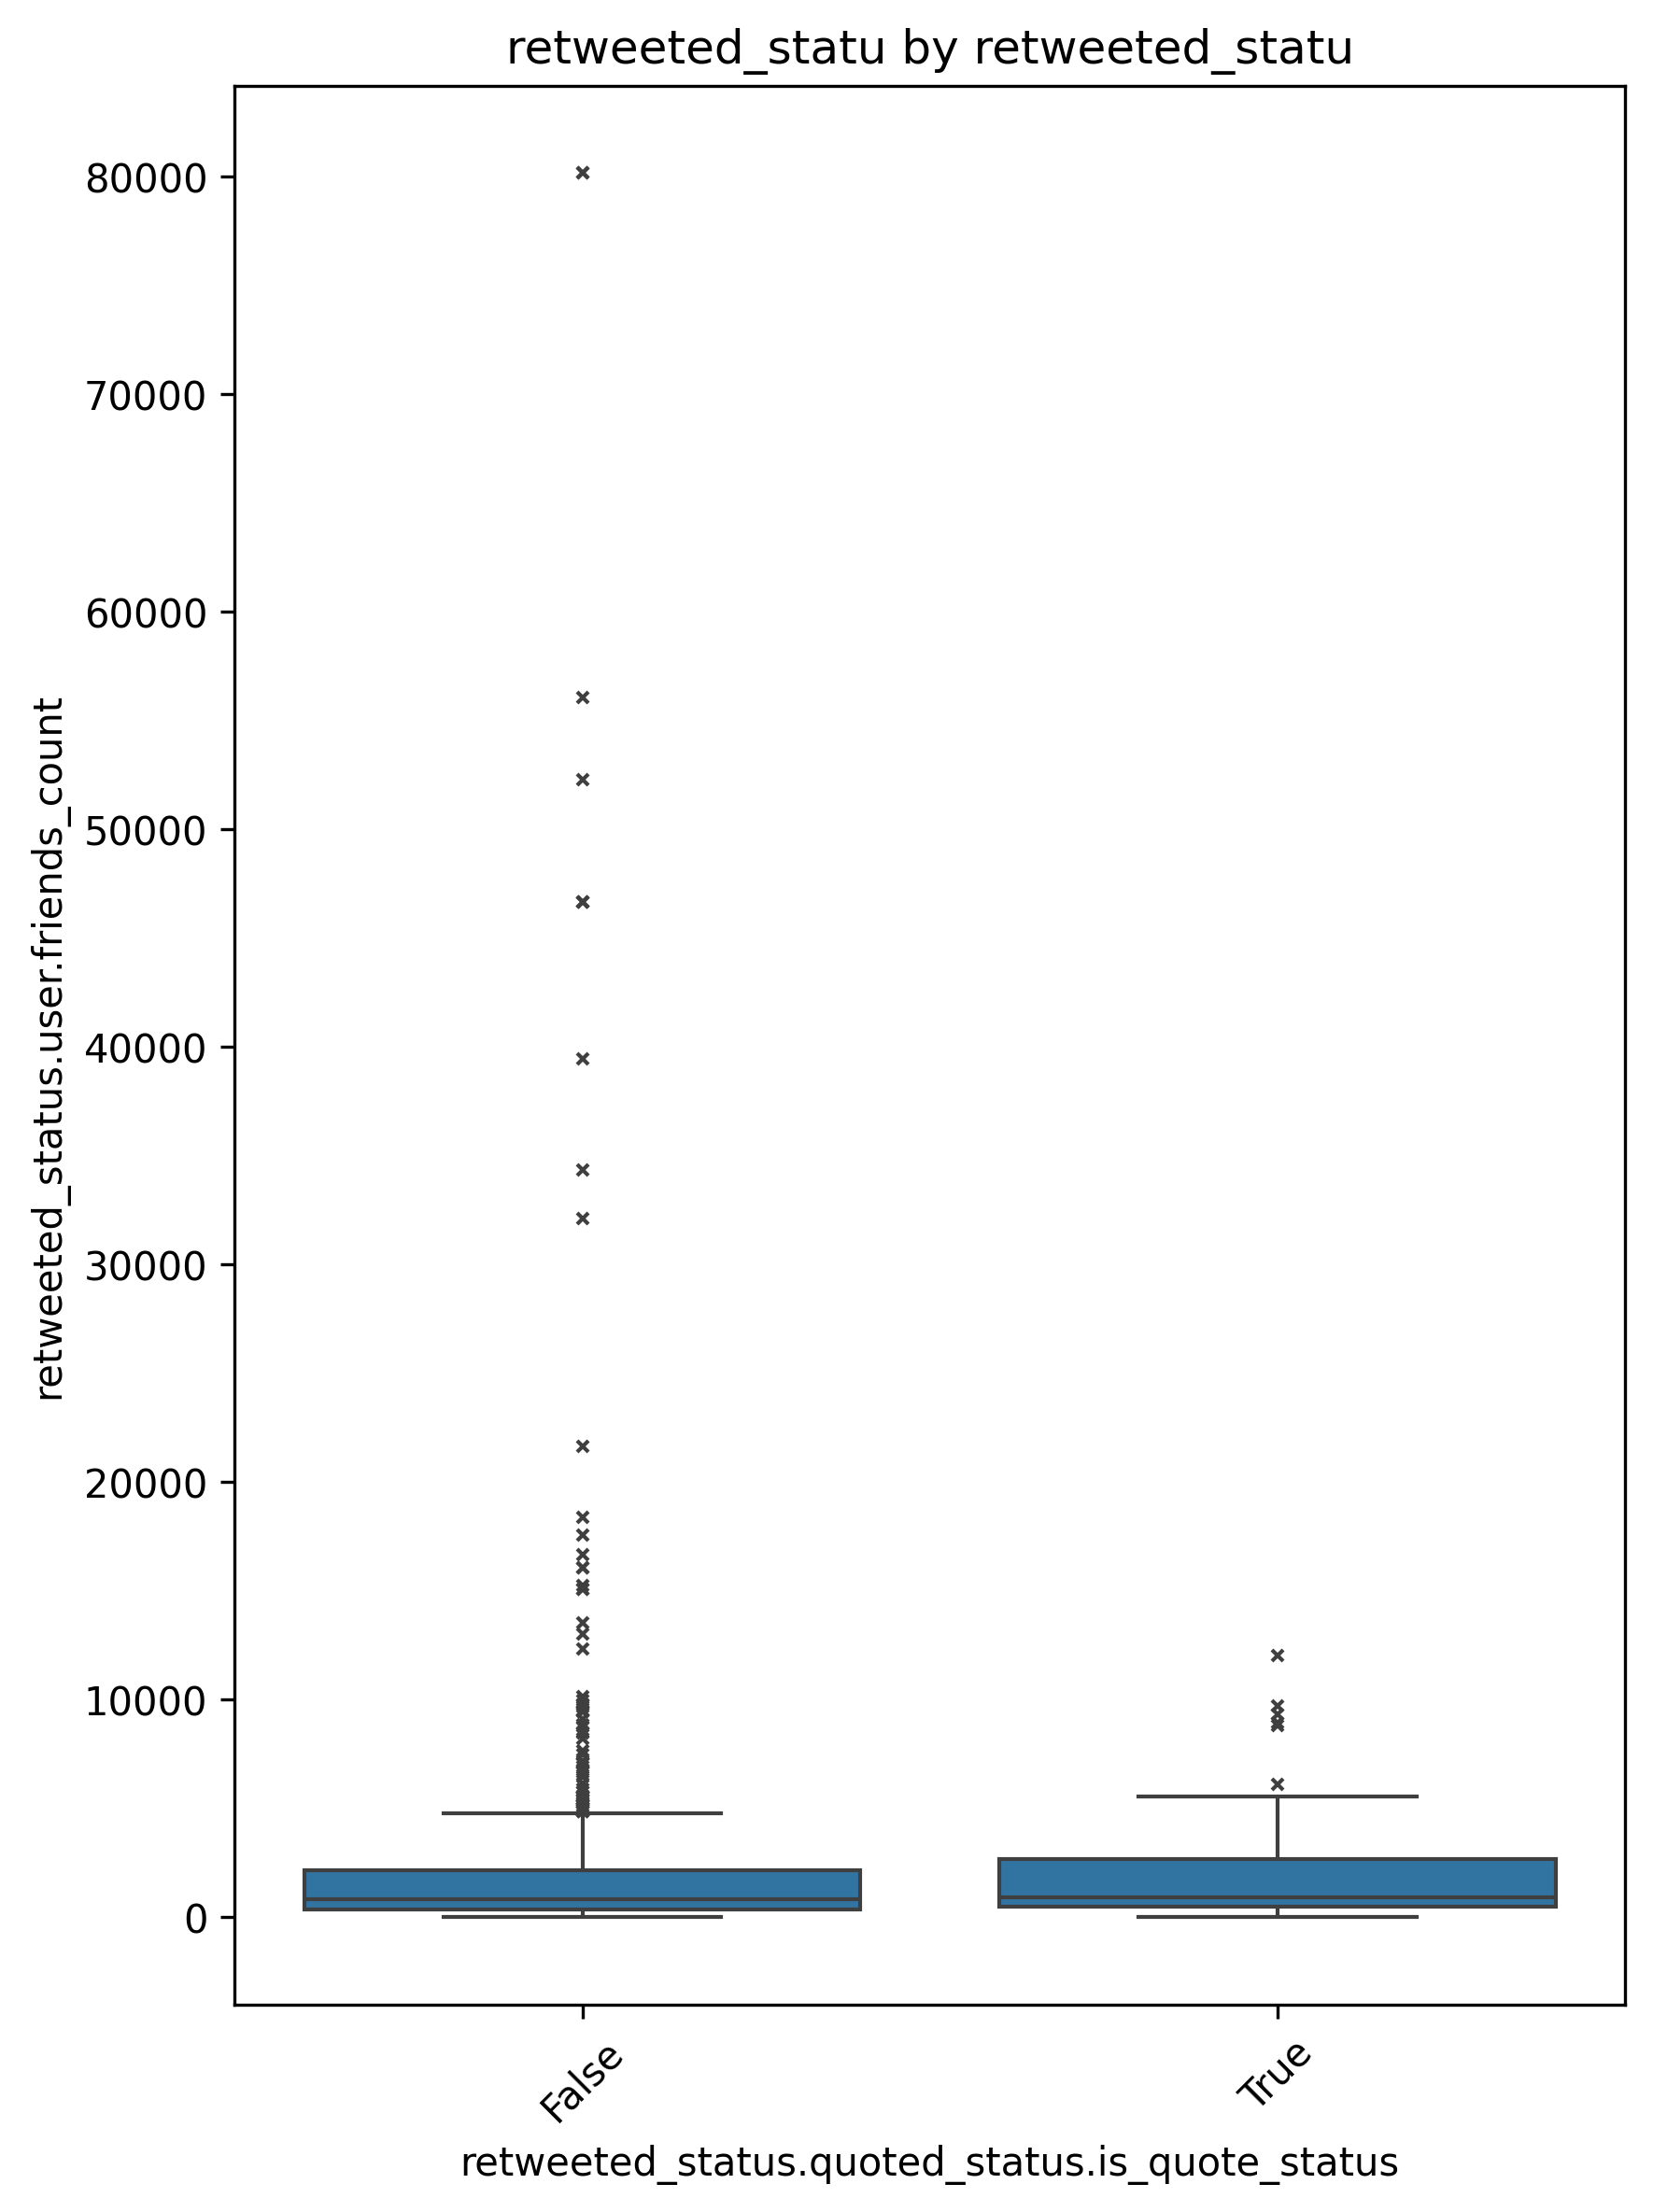 retweeted_statu by retweeted_statu
80000
70000
60000
50000
40000
30000
20000
10000
0
retweeted_status.user.friends_count
False
True
retweeted_status.quoted_status.is_quote_status